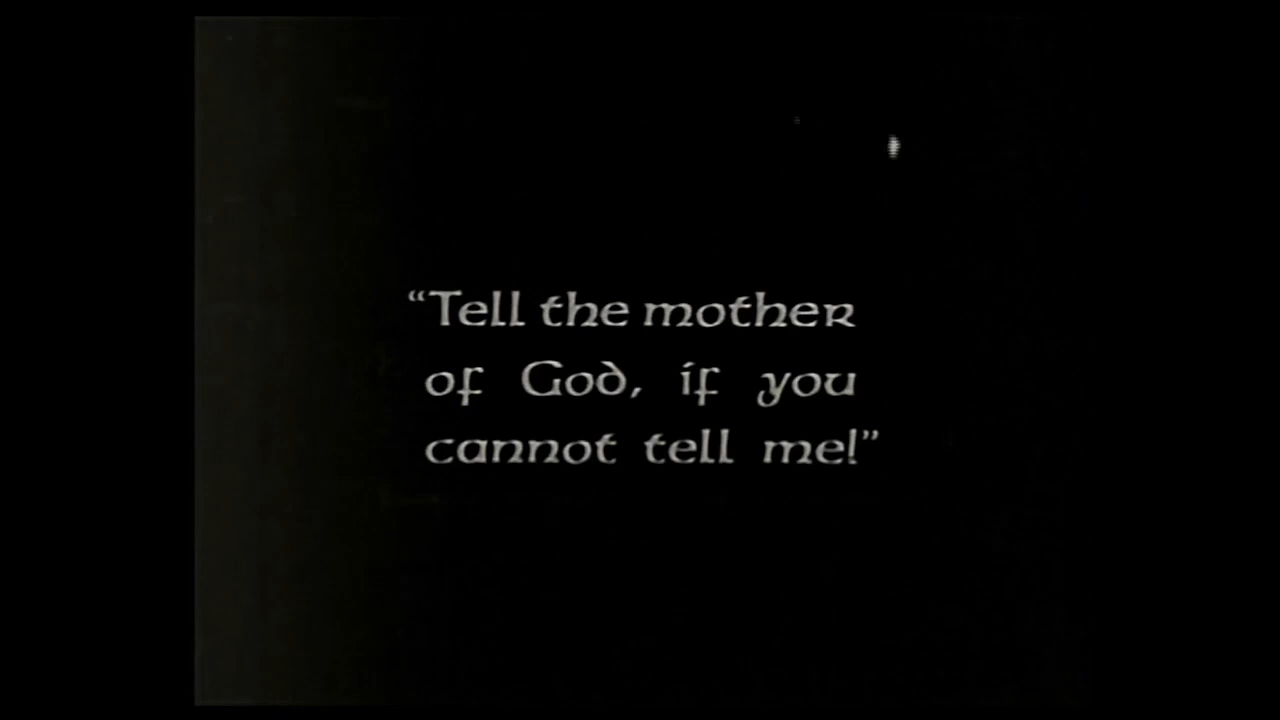 “Tell the mother
of God, if you
cannot tell me!”